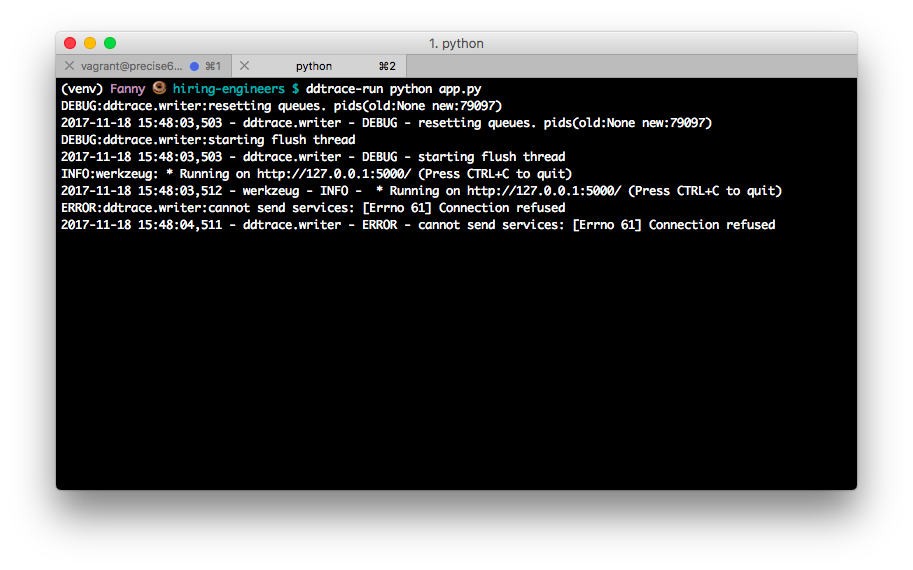 1. python
vagrant@precise6... ⌘1
python ⌘2
(venv) Fanny 🍩 hiring-engineers $ ddtrace-run python app.py
DEBUG:ddtrace.writer:resetting queues. pids(old:None new:79097)
2017-11-18 15:48:03,503 - ddtrace.writer - DEBUG - resetting queues. pids(old:None new:79097)
DEBUG:ddtrace.writer:starting flush thread
2017-11-18 15:48:03,503 - ddtrace.writer - DEBUG - starting flush thread
INFO:werkzeug: * Running on http://127.0.0.1:5000/ (Press CTRL+C to quit)
2017-11-18 15:48:03,512 - werkzeug - INFO -  * Running on http://127.0.0.1:5000/ (Press CTRL+C to quit)
ERROR:ddtrace.writer:cannot send services: [Errno 61] Connection refused
2017-11-18 15:48:04,511 - ddtrace.writer - ERROR - cannot send services: [Errno 61] Connection refused